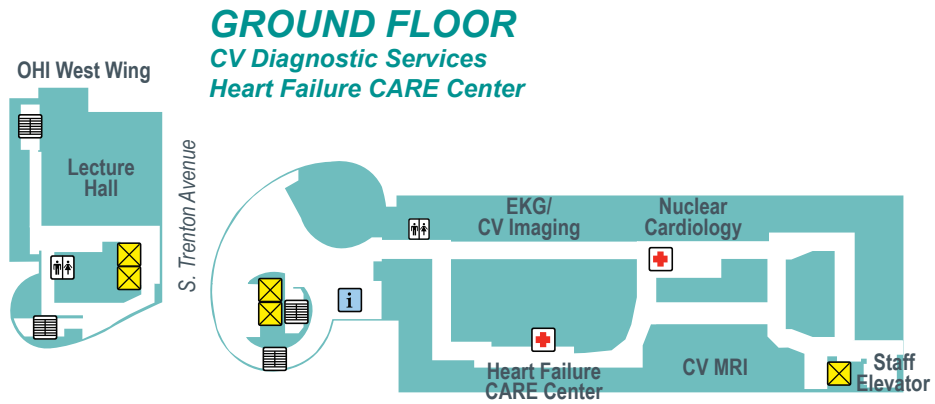 GROUND FLOOR
CV Diagnostic Services
Heart Failure CARE Center
OHI West Wing
Lecture
Hall
S. Trenton Avenue
EKG/
CV Imaging
Nuclear
Cardiology
i
Heart Failure
CARE Center
CV MRI
Staff
Elevator